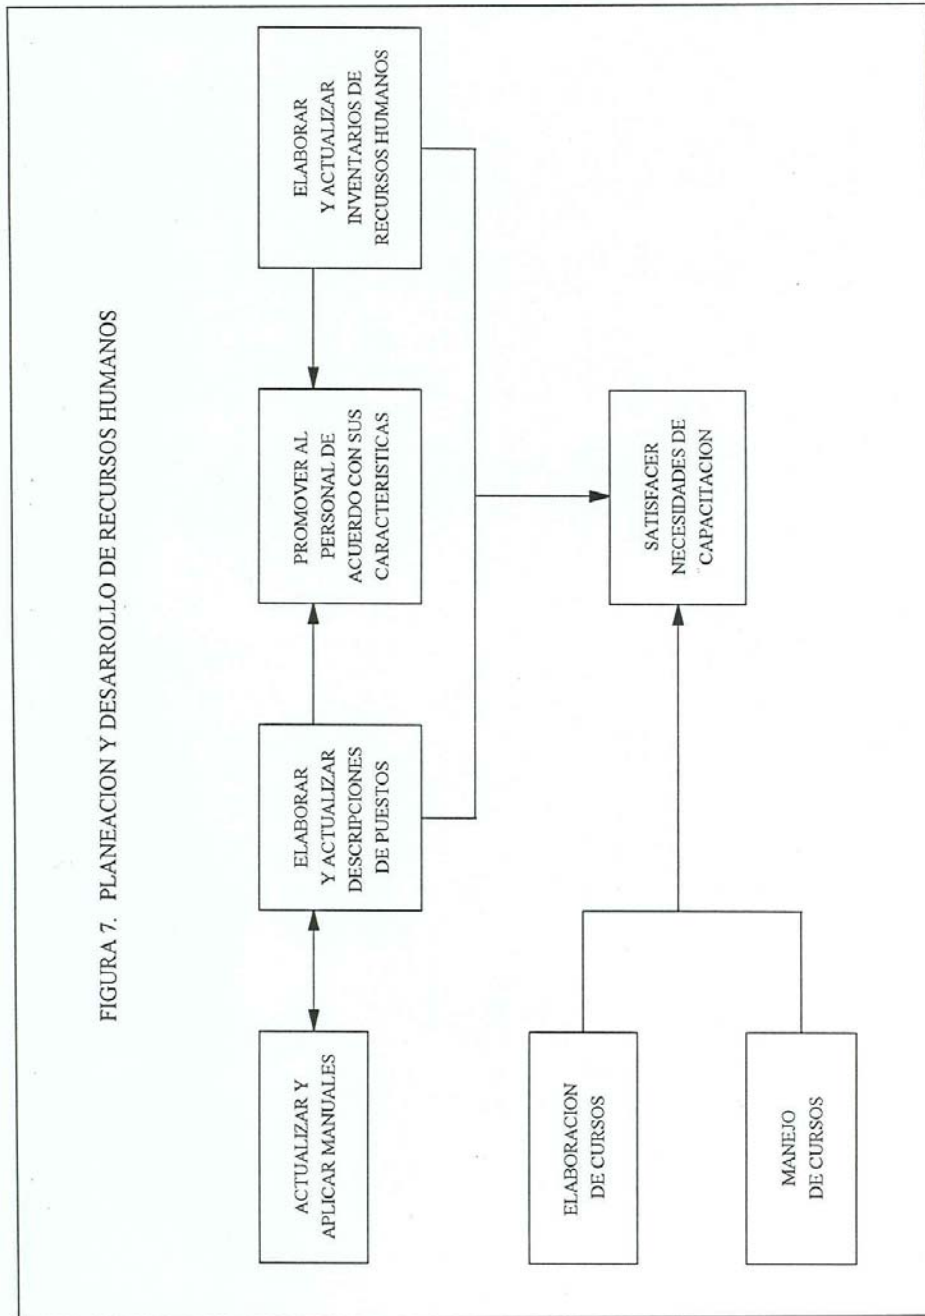 FIGURA 7. PLANEACION Y DESARROLLO DE RECURSOS HUMANOS
ACTUALIZAR Y
APLICAR MANUALES
ELABORAR
Y ACTUALIZAR
DESCRIPCIONES
DE PUESTOS
PROMOVER AL
PERSONAL DE
ACUERDO CON SUS
CARACTERISTICAS
ELABORAR
Y ACTUALIZAR
INVENTARIOS DE
RECURSOS HUMANOS
ELABORACION
DE CURSOS
MANEJO
DE CURSOS
SATISFACER
NECESIDADES DE
CAPACITACION